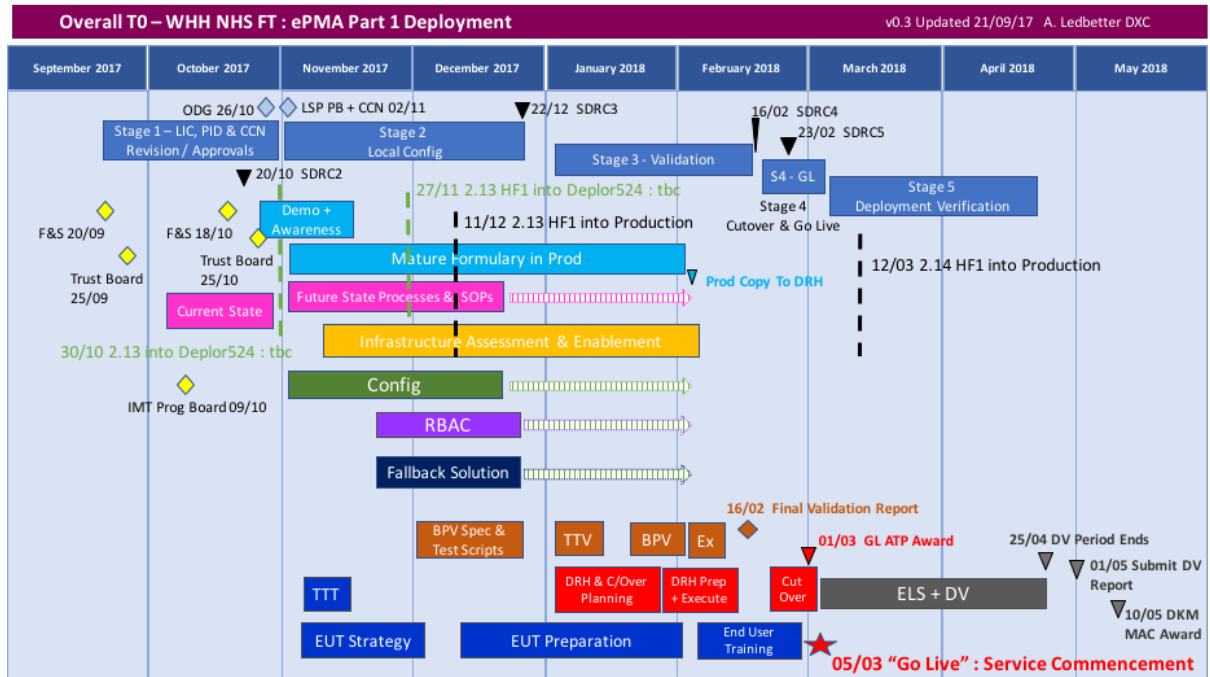 Overall T0 – WHH NHS FT : ePMA Part 1 Deployment
v0.3 Updated 21/09/17 A. Ledbetter DXC
September 2017
October 2017
November 2017
December 2017
January 2018
February 2018
March 2018
April 2018
May 2018
ODG 26/10
LSP PB + CCN 02/11
22/12 SDRC3
16/02 SDRC4
23/02 SDRC5
Stage 1 – LIC, PID & CCN
Revision / Approvals
Stage 2
Local Config
Stage 3 - Validation
S4 - GL
Stage 4
Cutover & Go Live
Stage 5
Deployment Verification
20/10 SDRC2
27/11 2.13 HF1 into Deplor524 : tbc
11/12 2.13 HF1 into Production
12/03 2.14 HF1 into Production
F&S 20/09
F&S 18/10
Demo +
Awareness
Trust Board
25/09
Trust Board
25/10
Mature Formulary in Prod
Prod Copy To DRH
Current State
Future State Processes & SOPs
30/10 2.13 into Deplor524 : tbc
Infrastructure Assessment & Enablement
IMT Prog Board 09/10
Config
RBAC
Fallback Solution
16/02 Final Validation Report
BPV Spec &
Test Scripts
TTV
BPV
Ex
01/03 GL ATP Award
25/04 DV Period Ends
01/05 Submit DV
Report
10/05 DKM
MAC Award
TTT
DRH & C/Over
Planning
DRH Prep
+ Execute
Cut
Over
ELS + DV
EUT Strategy
EUT Preparation
End User
Training
05/03 “Go Live” : Service Commencement